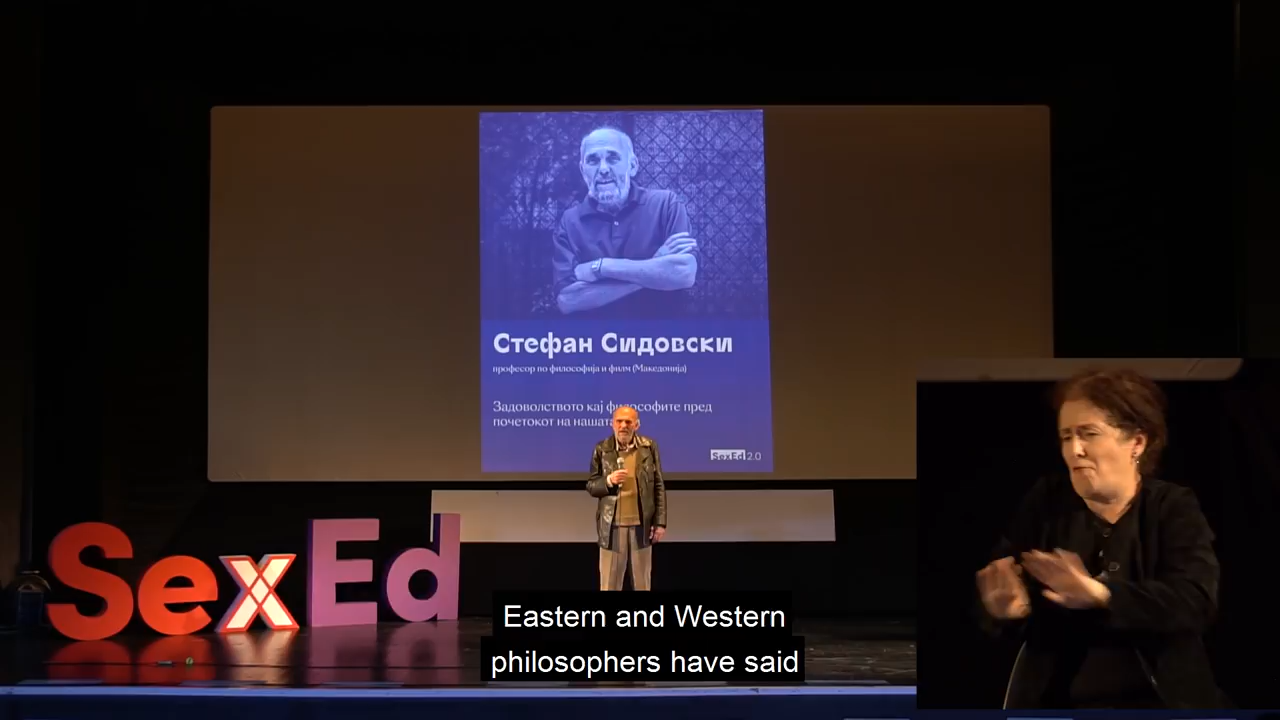 Стефан Сидовски
професор по филозофија и филм (Македонија)
Задоволството кај филозофите пред
почетокот на нашата
SexEd 2.0
SexEd
Eastern and Western
philosophers have said